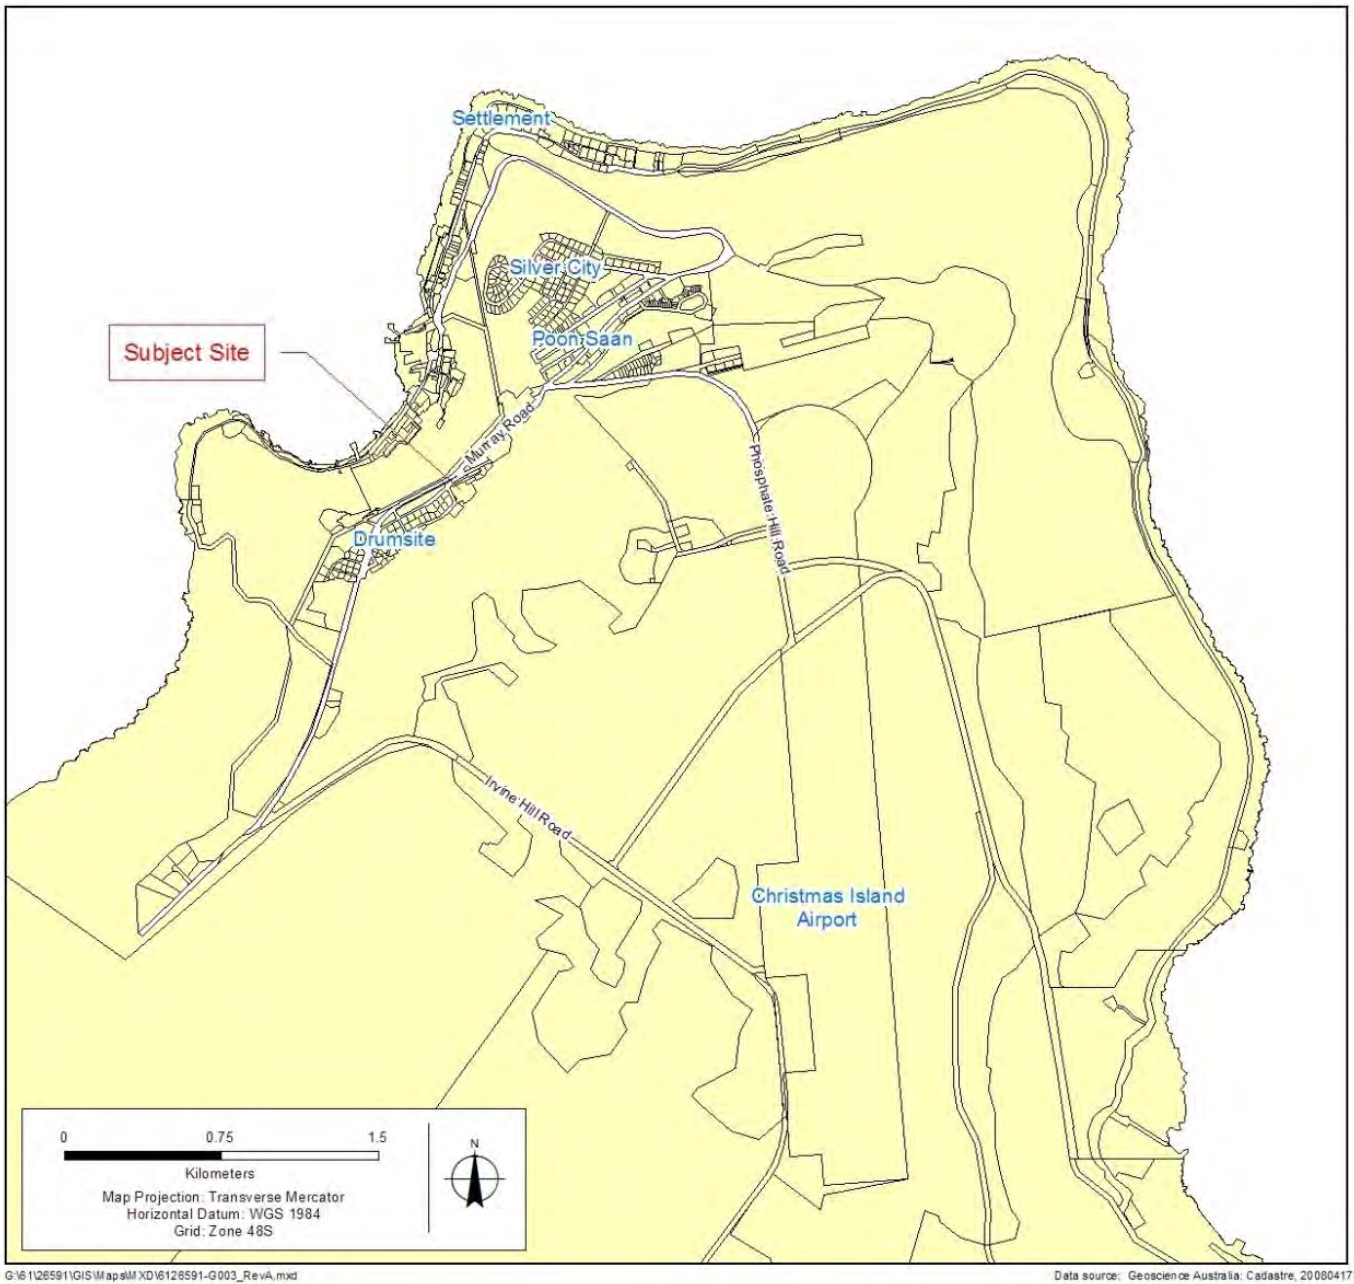 Settlement
Silver City
Subject Site
Poon Saan
Murray Road
Phosphate Hill Road
Drumsite
Irvine Hill Road
Christmas Island
Airport
0 0.75 1.5
Kilometers
Map Projection: Transverse Mercator
Horizontal Datum: WGS 1984
Grid: Zone 48S
N
G:\61\26591\GIS\Maps\MXD\6126591-G003_RevA.mxd
Data source: Geoscience Australia: Cadastre, 20080417